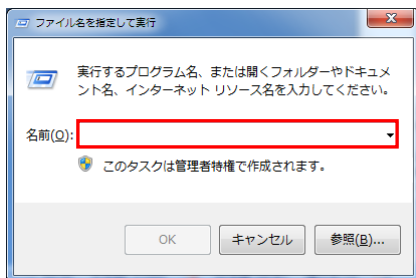 ファイル名を指定して実行
実行するプログラム名、または開くフォルダーやドキュメ
ント名、インターネット リソース名を入力してください。
名前(O):
このタスクは管理者特権で作成されます。
OK キャンセル 参照(B)...